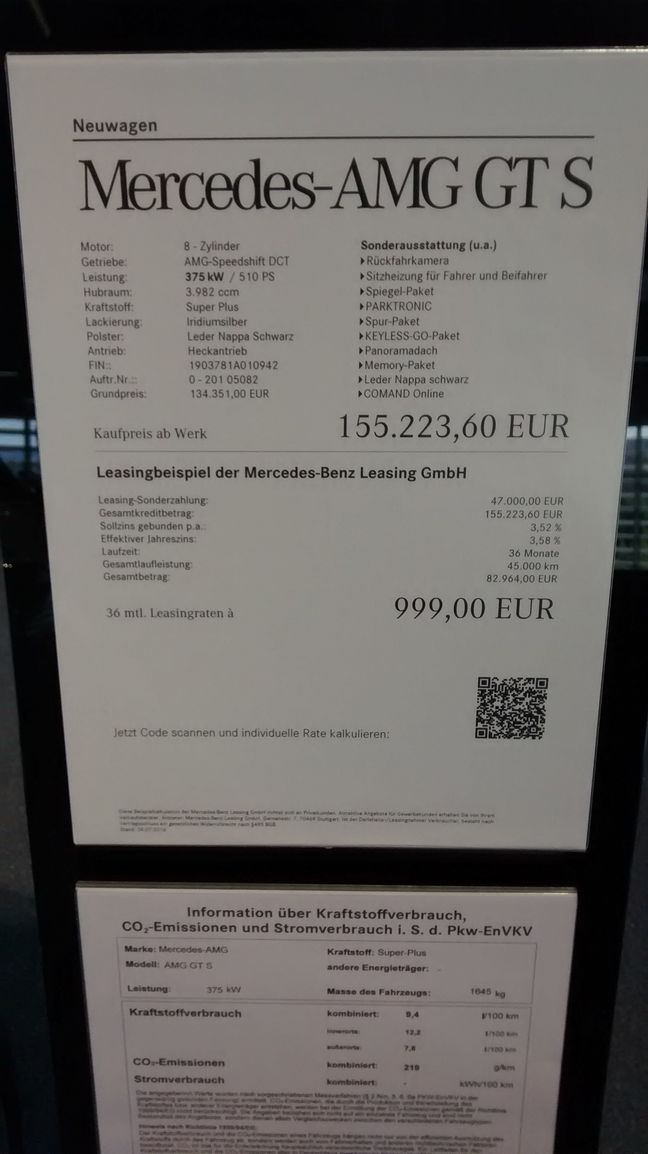 Neuwagen
Mercedes-AMG GT S
Motor: 8 - Zylinder
Getriebe: AMG-Speedshift DCT
Leistung: 375 kW / 510 PS
Hubraum: 3.982 ccm
Kraftstoff: Super Plus
Lackierung: Iridiumsilber
Polster: Leder Nappa Schwarz
Antrieb: Heckantrieb
FIN:: 1903781A010942
Auftr.Nr.:: 0 - 201 05082
Grundpreis: 134.351,00 EUR
Sonderausstattung (u.a.)
Rückfahrkamera
Sitzheizung für Fahrer und Beifahrer
Spiegel-Paket
PARKTRONIC
Spur-Paket
KEYLESS-GO-Paket
Panoramadach
Memory-Paket
Leder Nappa schwarz
COMAND Online
Kaufpreis ab Werk 155.223,60 EUR
Leasingbeispiel der Mercedes-Benz Leasing GmbH
Leasing-Sonderzahlung: 47.000,00 EUR
Gesamtkreditbetrag: 155.223,60 EUR
Sollzins gebunden p.a.: 3,52 %
Effektiver Jahreszins: 3,58 %
Laufzeit: 36 Monate
Gesamtlaufleistung: 45.000 km
Gesamtbetrag: 82.964,00 EUR
36 mtl. Leasingraten à 999,00 EUR
Jetzt Code scannen und individuelle Rate kalkulieren:
Information über Kraftstoffverbrauch,
CO₂-Emissionen und Stromverbrauch i. S. d. Pkw-EnVKV
Marke: Mercedes-AMG Kraftstoff: Super-Plus
Modell: AMG GT S andere Energieträger: -
Leistung: 375 kW Masse des Fahrzeugs: 1645 kg
Kraftstoffverbrauch kombiniert: 9,4 l/100 km
innerorts: 12,2 l/100 km
außerorts: 7,8 l/100 km
CO₂-Emissionen kombiniert: 219 g/km
Stromverbrauch kombiniert: - kWh/100 km